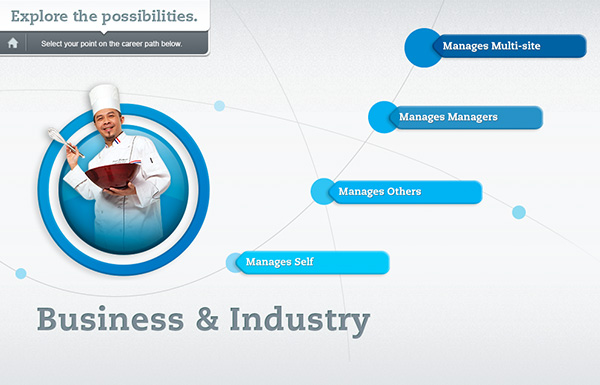 Explore the possibilities.
Select your point on the career path below.
Manages Multi-site
Manages Managers
Manages Others
Manages Self
Business & Industry